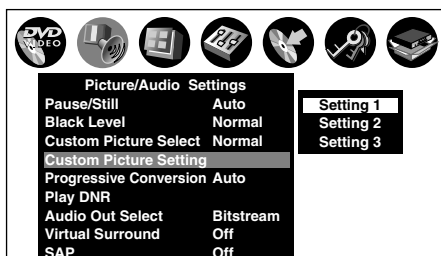 DVD
VIDEO
Picture/Audio Settings
Pause/Still Auto
Black Level Normal
Custom Picture Select Normal
Custom Picture Setting
Progressive Conversion Auto
Play DNR
Audio Out Select Bitstream
Virtual Surround Off
SAP Off
Setting 1
Setting 2
Setting 3